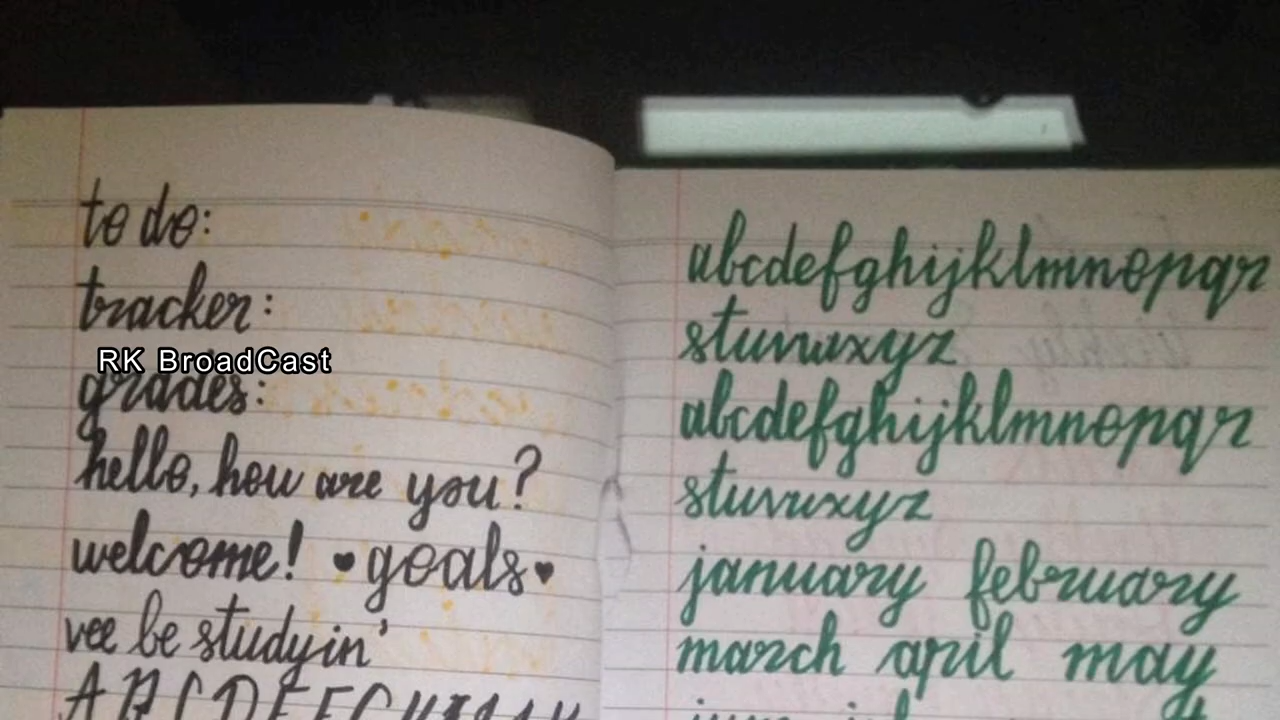 to do:
tracker:
RK BroadCast
grades:
hello, how are you?
welcome! ♥goals♥
vee be studyin'
abcdefghijklmnopqr
stuvwxyz
abcdefghijklmnopqr
stuvwxyz
january february
march april may